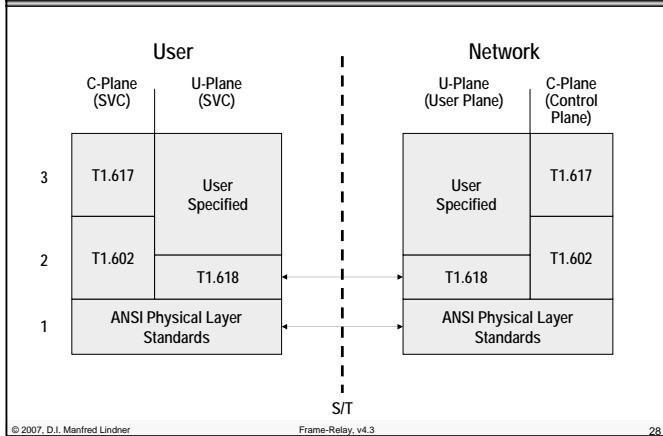 User
Network
C-Plane
(SVC)
U-Plane
(SVC)
U-Plane
(User Plane)
C-Plane
(Control
Plane)
3
T1.617
User
Specified
User
Specified
T1.617
2
T1.602
T1.618
T1.618
T1.602
1
ANSI Physical Layer
Standards
ANSI Physical Layer
Standards
S/T
© 2007, D.I. Manfred Lindner
Frame-Relay, v4.3
28